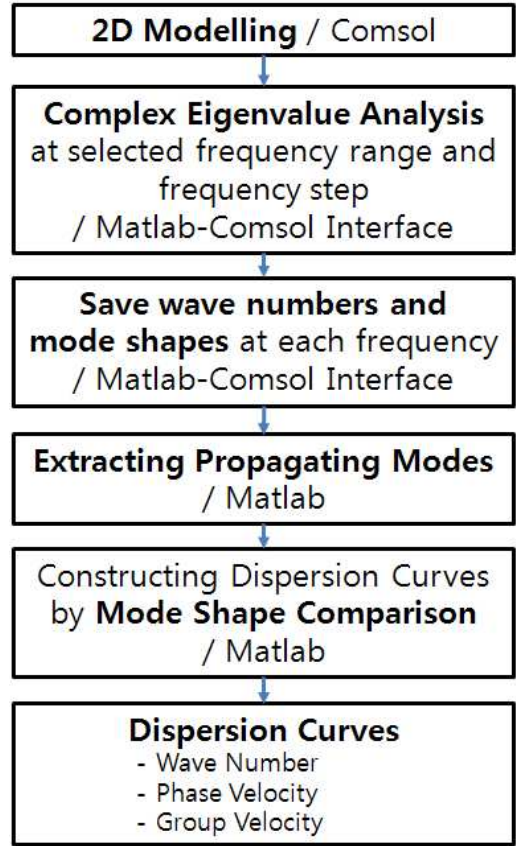 2D Modelling / Comsol
Complex Eigenvalue Analysis
at selected frequency range and
frequency step
/ Matlab-Comsol Interface
Save wave numbers and
mode shapes at each frequency
/ Matlab-Comsol Interface
Extracting Propagating Modes
/ Matlab
Constructing Dispersion Curves
by Mode Shape Comparison
/ Matlab
Dispersion Curves
- Wave Number
- Phase Velocity
- Group Velocity